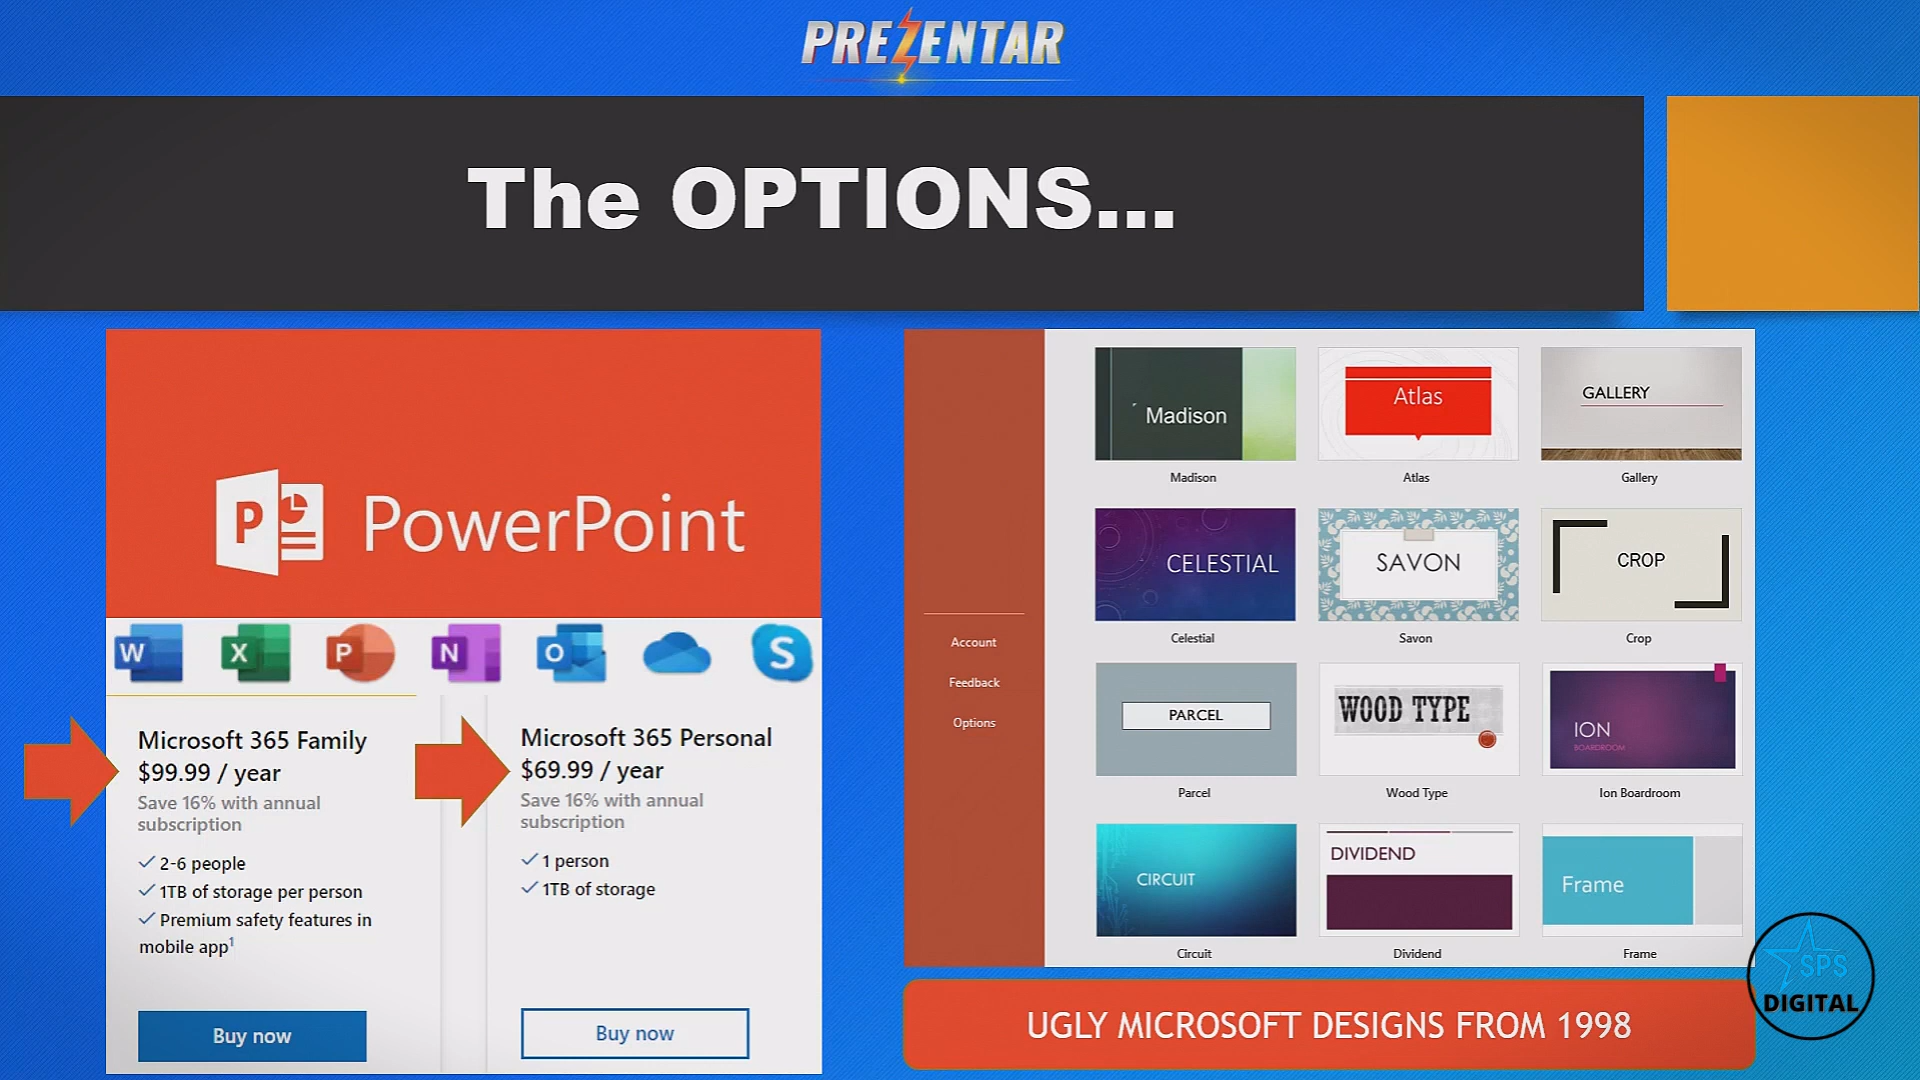 PREZENTAR
The OPTIONS...
P PowerPoint
W X P N O S
Microsoft 365 Family
$99.99 / year
Save 16% with annual
subscription
2-6 people
1TB of storage per person
Premium safety features in
mobile app1
Buy now
Microsoft 365 Personal
$69.99 / year
Save 16% with annual
subscription
1 person
1TB of storage
Buy now
Account
Feedback
Options
Madison
Atlas
GALLERY
Madison
Atlas
Gallery
CELESTIAL
SAVON
CROP
Celestial
Savon
Crop
PARCEL
WOOD TYPE
ION
BOARDROOM
Parcel
Wood Type
Ion Boardroom
CIRCUIT
DIVIDEND
Frame
Circuit
Dividend
Frame
UGLY MICROSOFT DESIGNS FROM 1998
SPS
DIGITAL